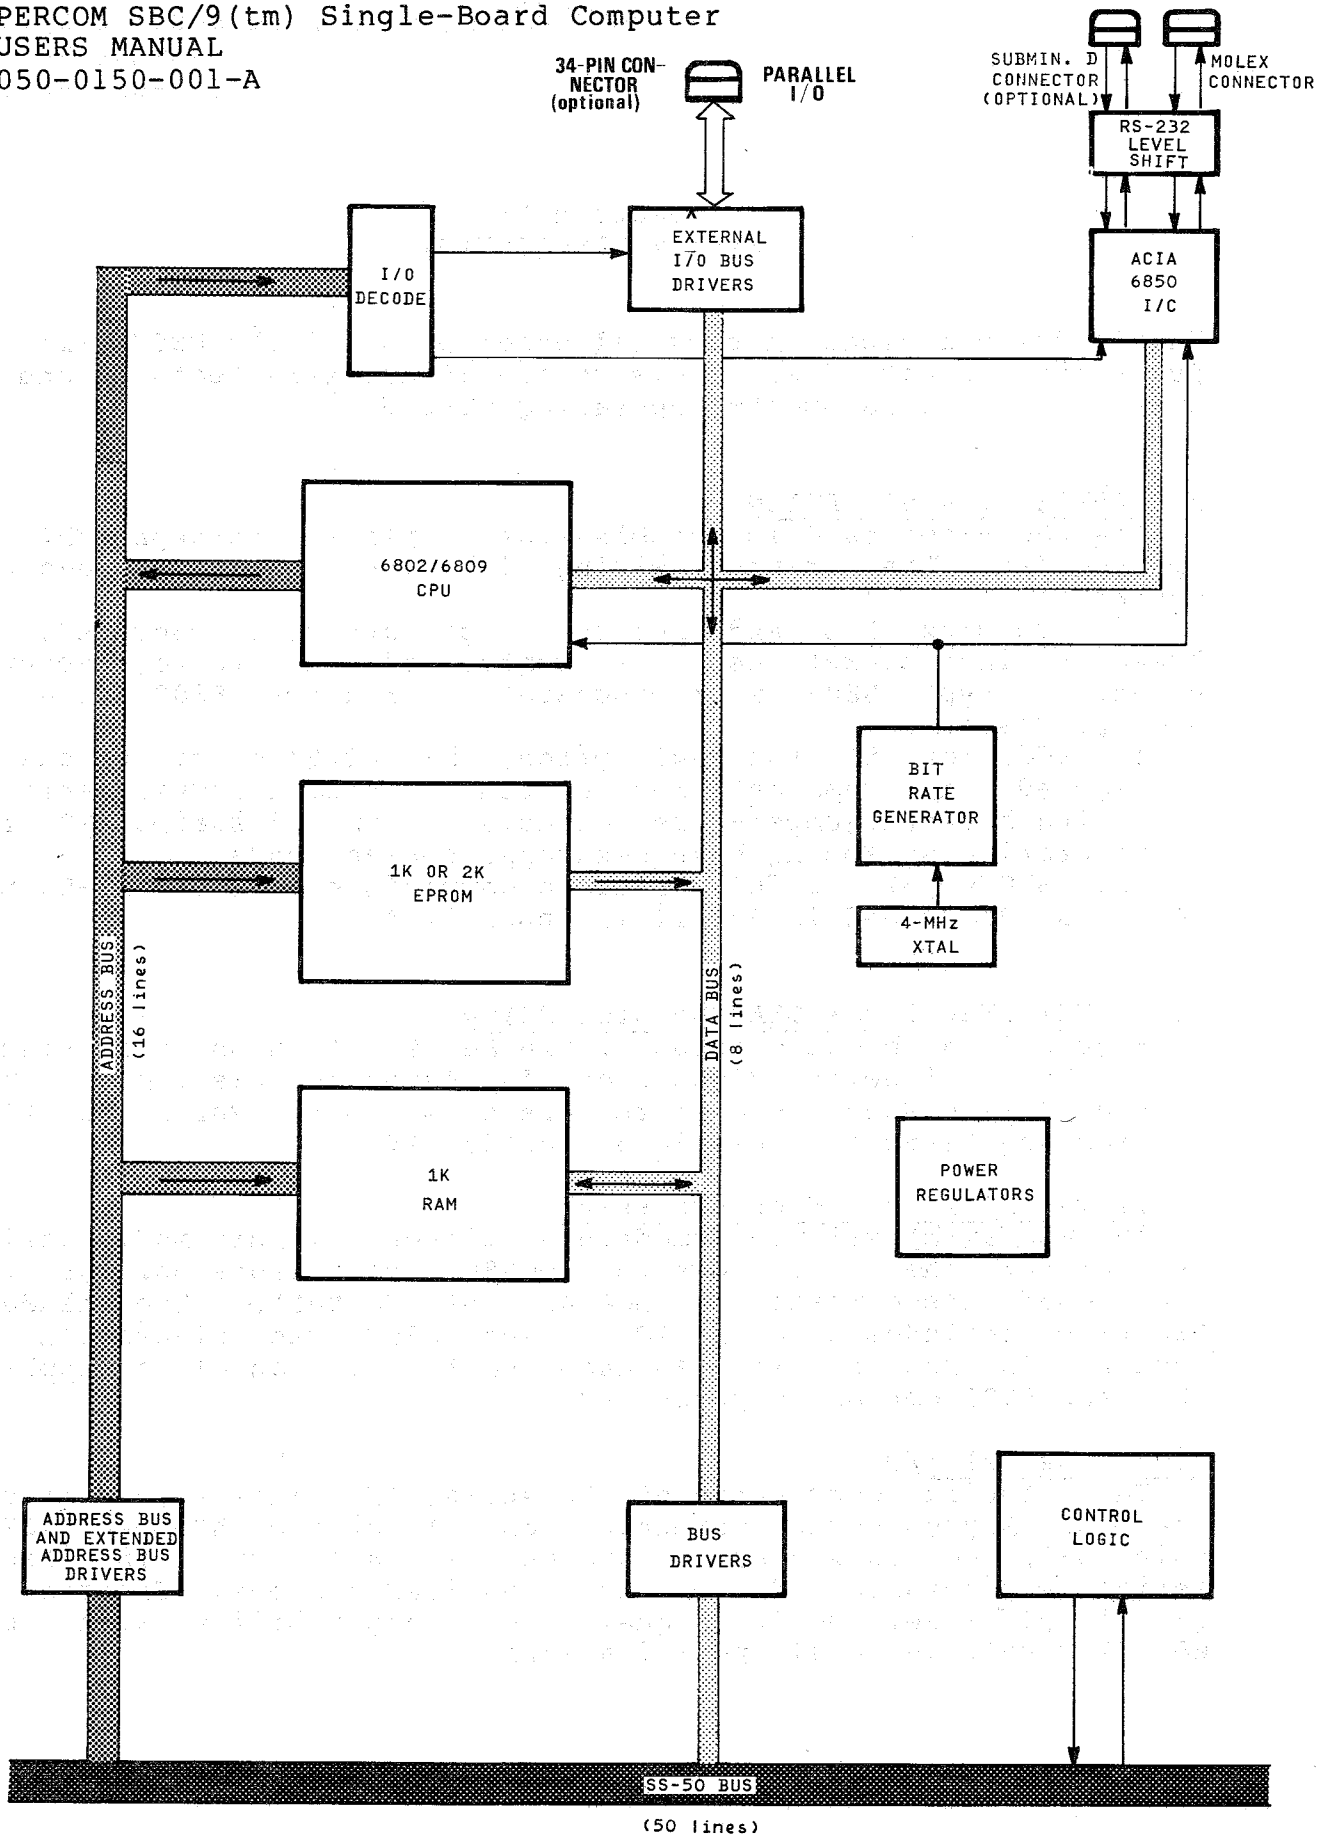 PERCOM SBC/9(tm) Single-Board Computer
USERS MANUAL
050-0150-001-A
34-PIN CON-
NECTOR
(optional)
PARALLEL
I/O
SUBMIN. D
CONNECTOR
(OPTIONAL)
MOLEX
CONNECTOR
RS-232
LEVEL
SHIFT
I/O
DECODE
EXTERNAL
I/O BUS
DRIVERS
ACIA
6850
I/C
6802/6809
CPU
BIT
RATE
GENERATOR
4-MHz
XTAL
1K OR 2K
EPROM
ADDRESS BUS
(16 lines)
DATA BUS
(8 lines)
1K
RAM
POWER
REGULATORS
ADDRESS BUS
AND EXTENDED
ADDRESS BUS
DRIVERS
BUS
DRIVERS
CONTROL
LOGIC
SS-50 BUS
(50 lines)